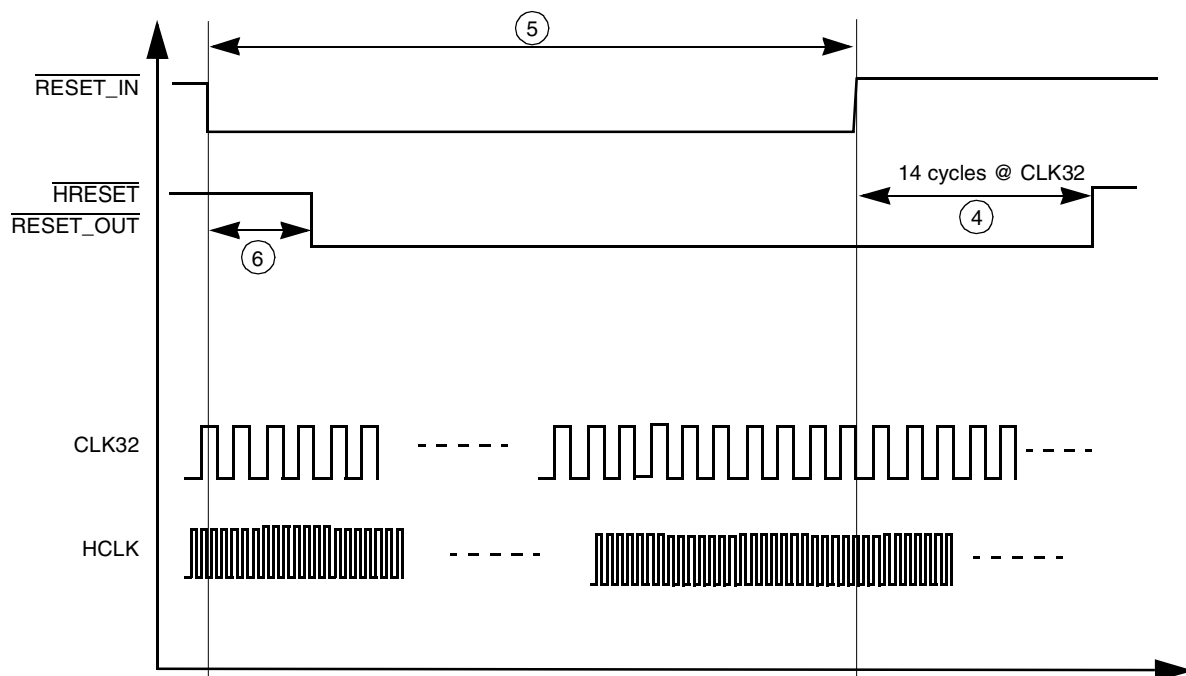 5
RESET_IN
14 cycles @ CLK32
HRESET
4
RESET_OUT
6
CLK32
HCLK